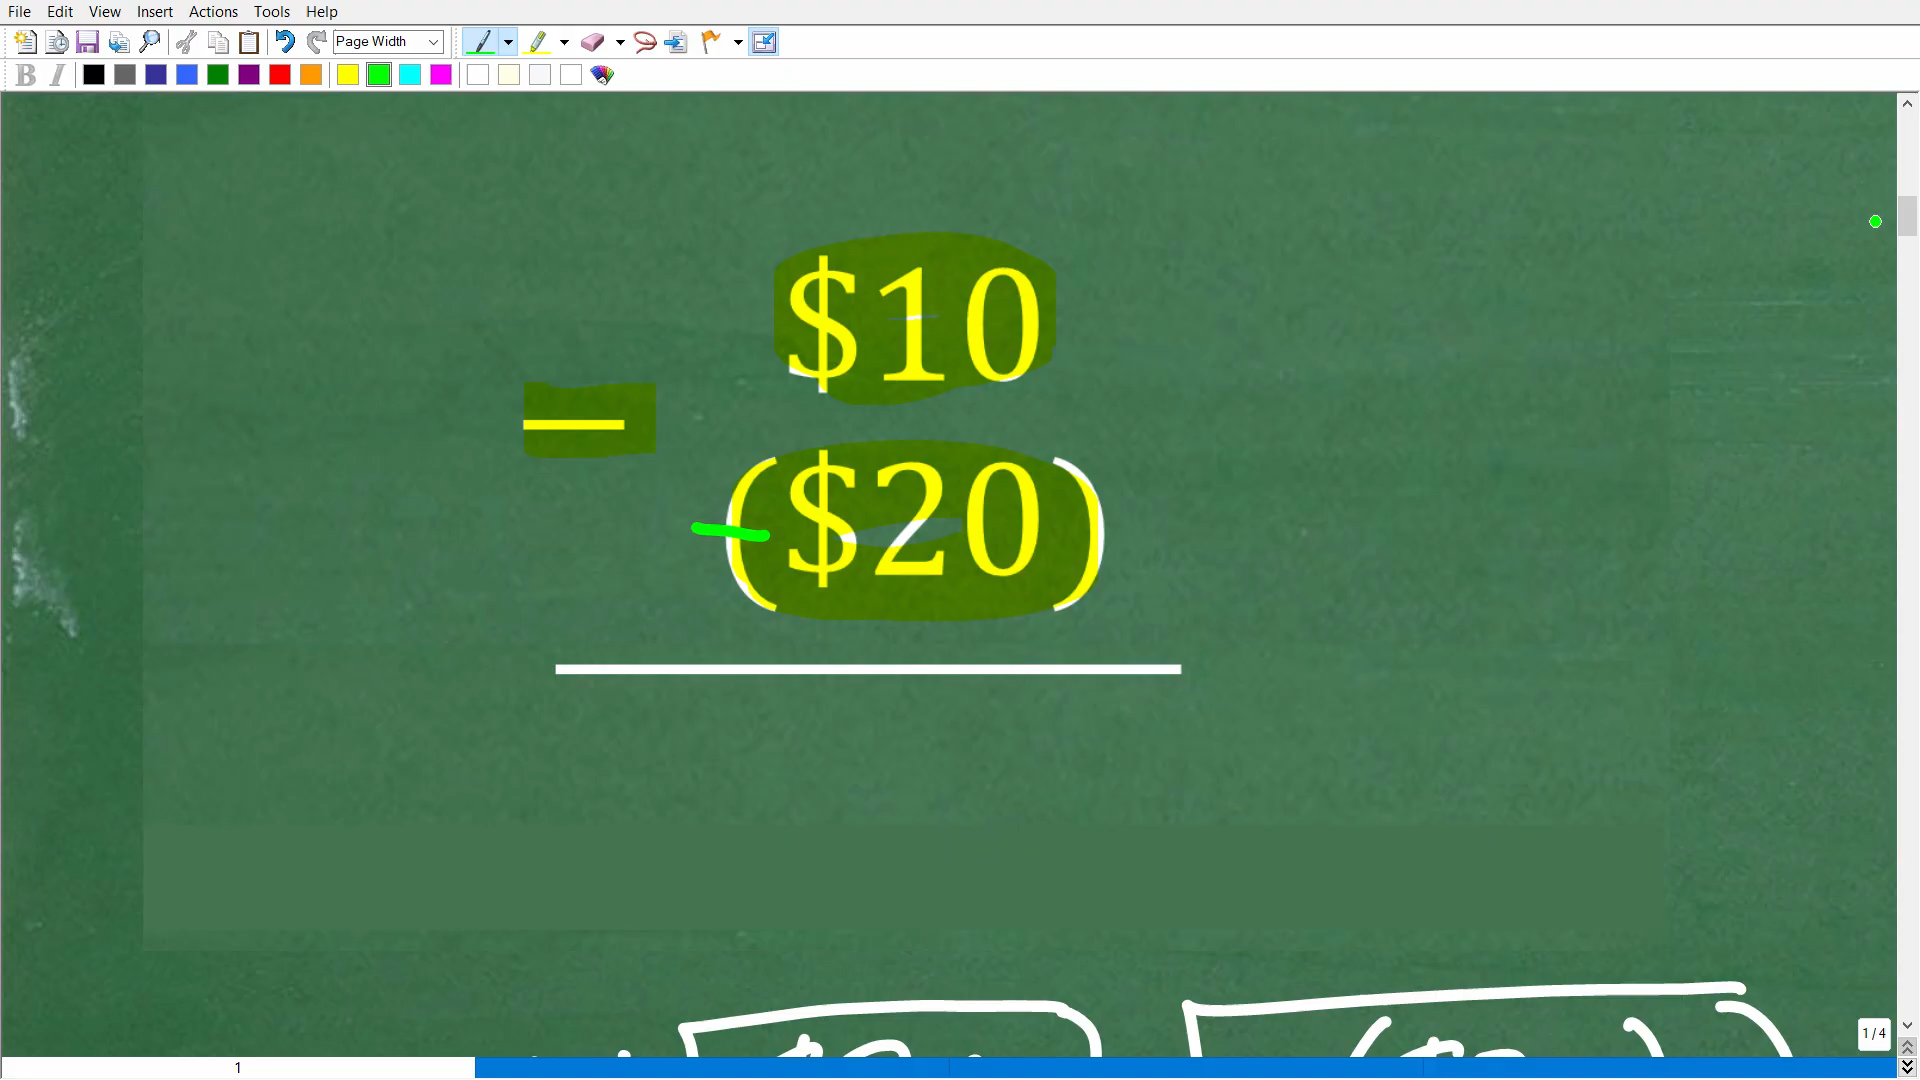 File Edit View Insert Actions Tools Help
Page Width
B I
$10
—
($20)
1 / 4
1